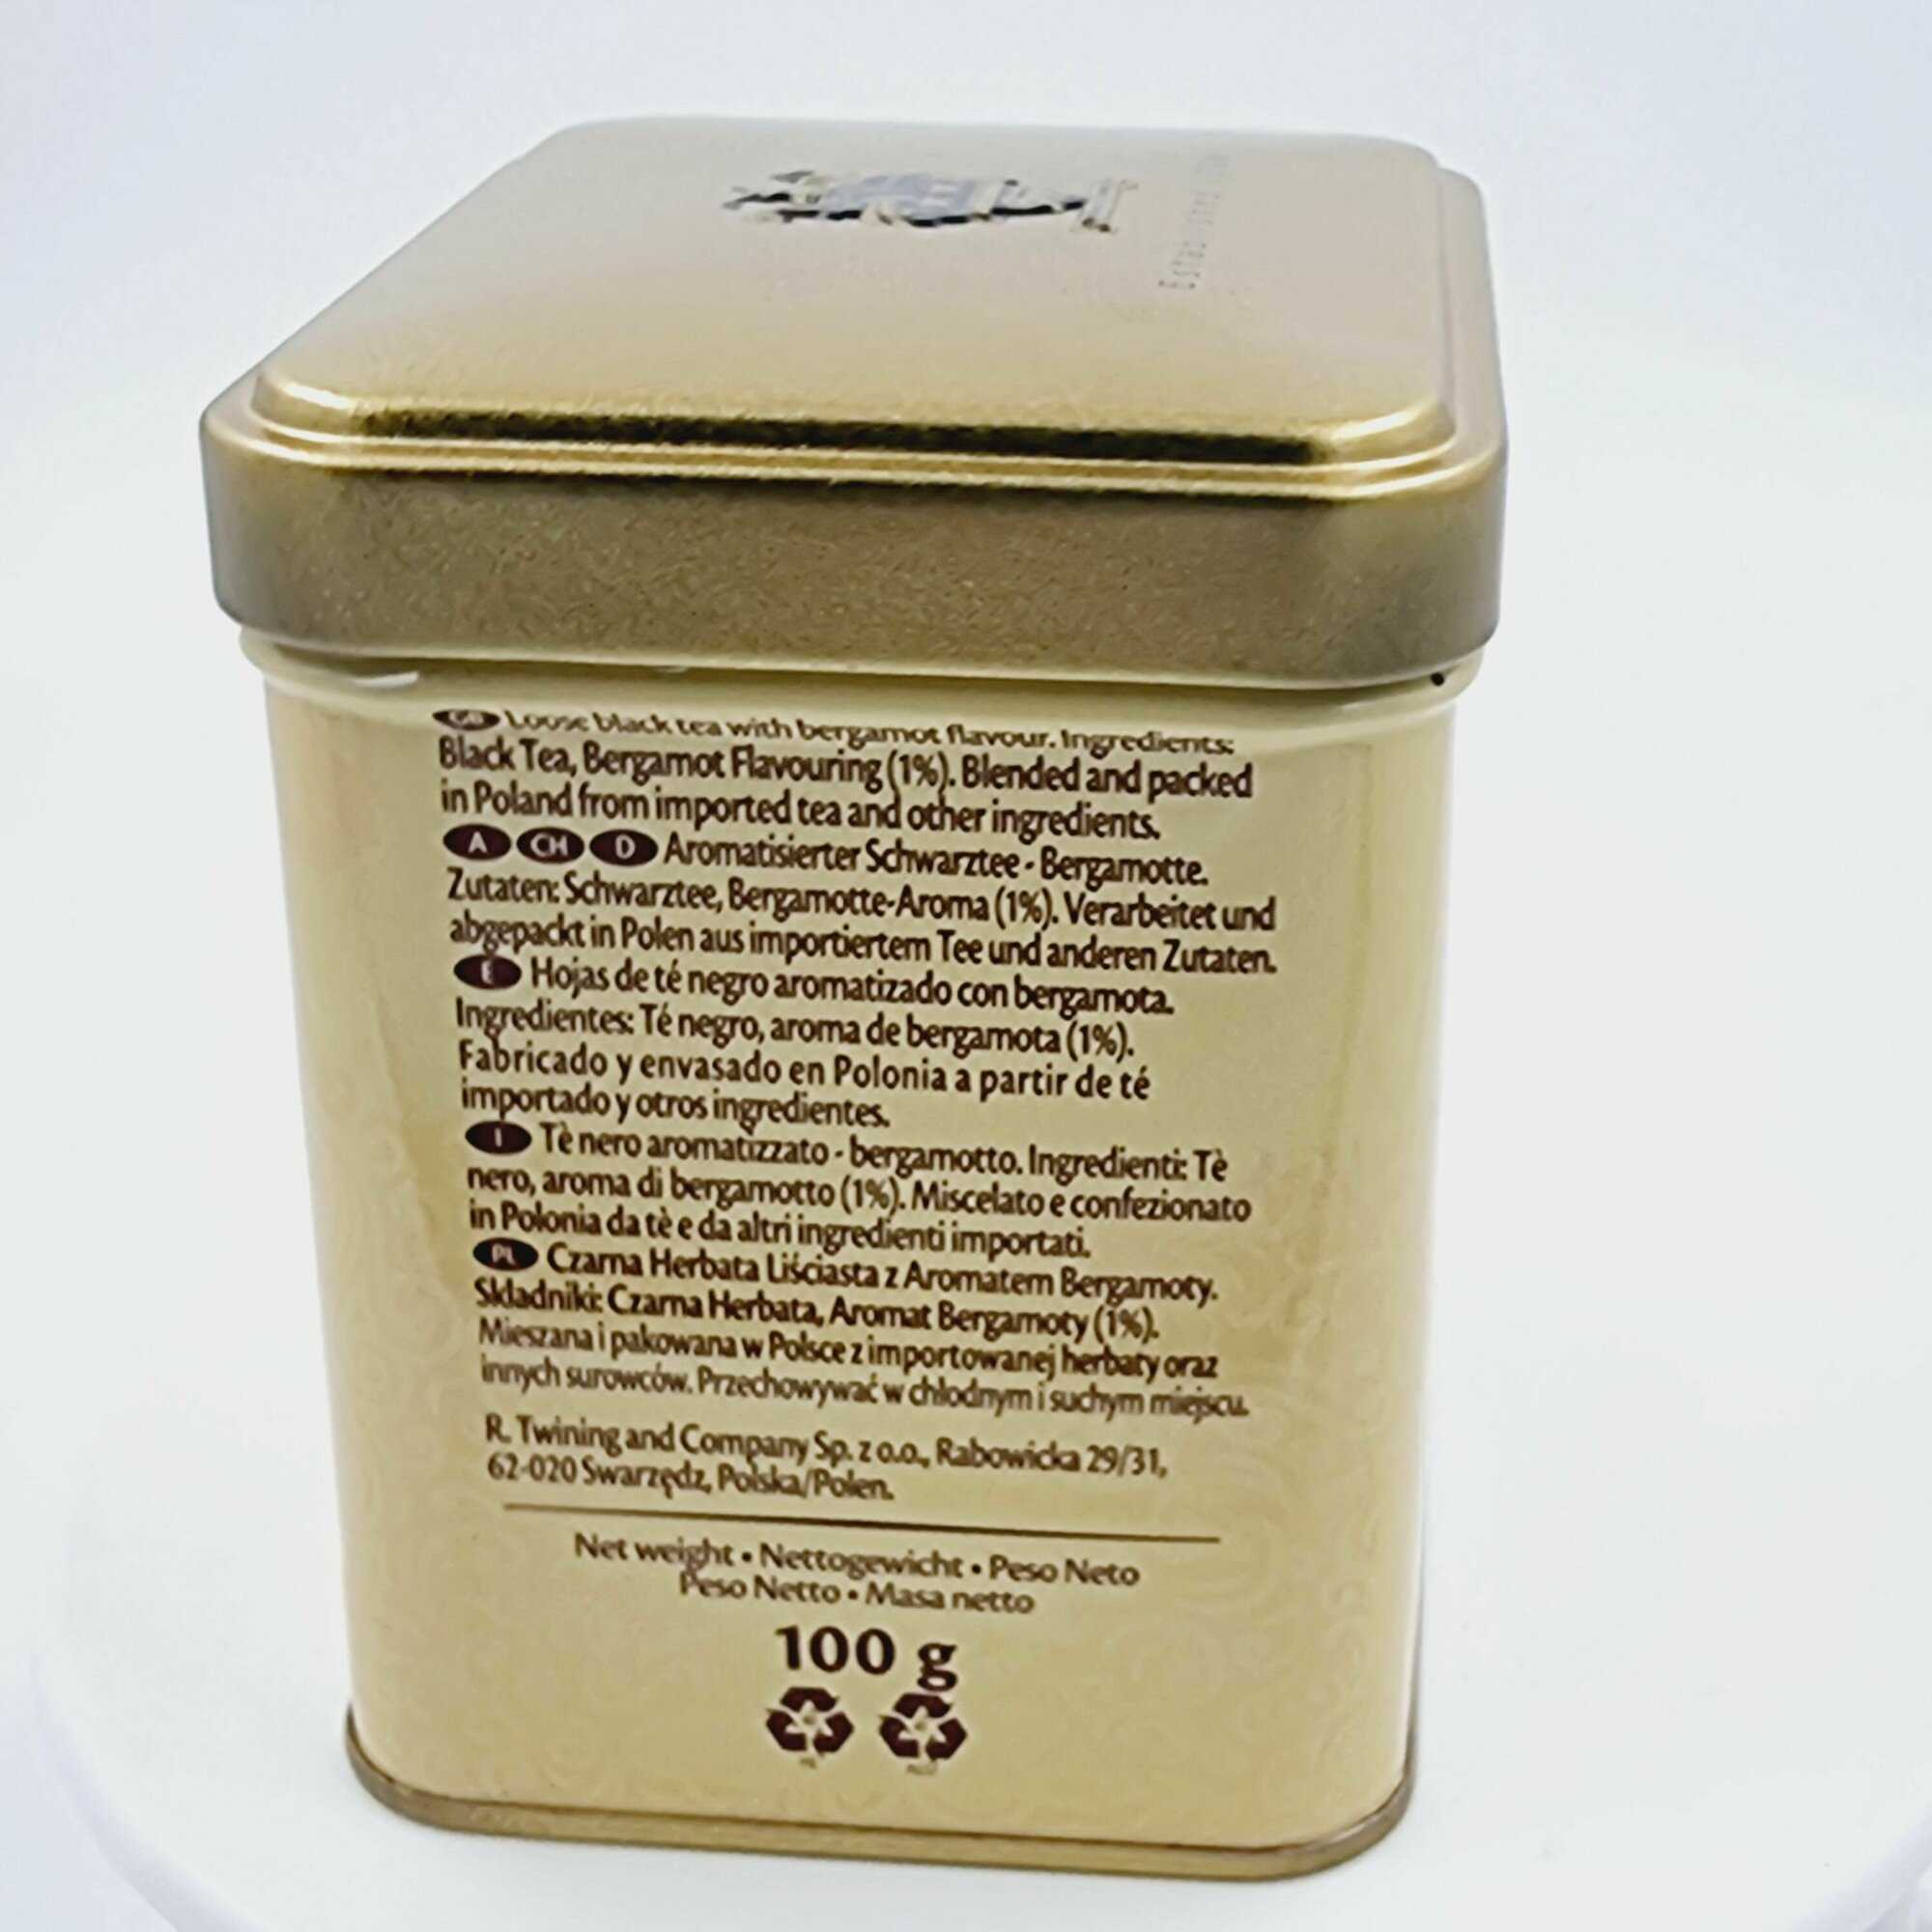 Established
GB Loose black tea with bergamot flavour. Ingredients:
Black Tea, Bergamot Flavouring (1%). Blended and packed
in Poland from imported tea and other ingredients.
A CH D Aromatisierter Schwarztee - Bergamotte.
Zutaten: Schwarztee, Bergamotte-Aroma (1%). Verarbeitet und
abgepackt in Polen aus importiertem Tee und anderen Zutaten.
E Hojas de té negro aromatizado con bergamota.
Ingredientes: Té negro, aroma de bergamota (1%).
Fabricado y envasado en Polonia a partir de té
importado y otros ingredientes.
I Tè nero aromatizzato - bergamotto. Ingredienti: Tè
nero, aroma di bergamotto (1%). Miscelato e confezionato
in Polonia da tè e da altri ingredienti importati.
PL Czarna Herbata Liściasta z Aromatem Bergamoty.
Składniki: Czarna Herbata, Aromat Bergamoty (1%).
Mieszana i pakowana w Polsce z importowanej herbaty oraz
innych surowców. Przechowywać w chłodnym i suchym miejscu.
R. Twining and Company Sp. z o.o., Rabowicka 29/31,
62-020 Swarzędz, Polska/Polen.
Net weight • Nettogewicht • Peso Neto
Peso Netto • Masa netto
100 g